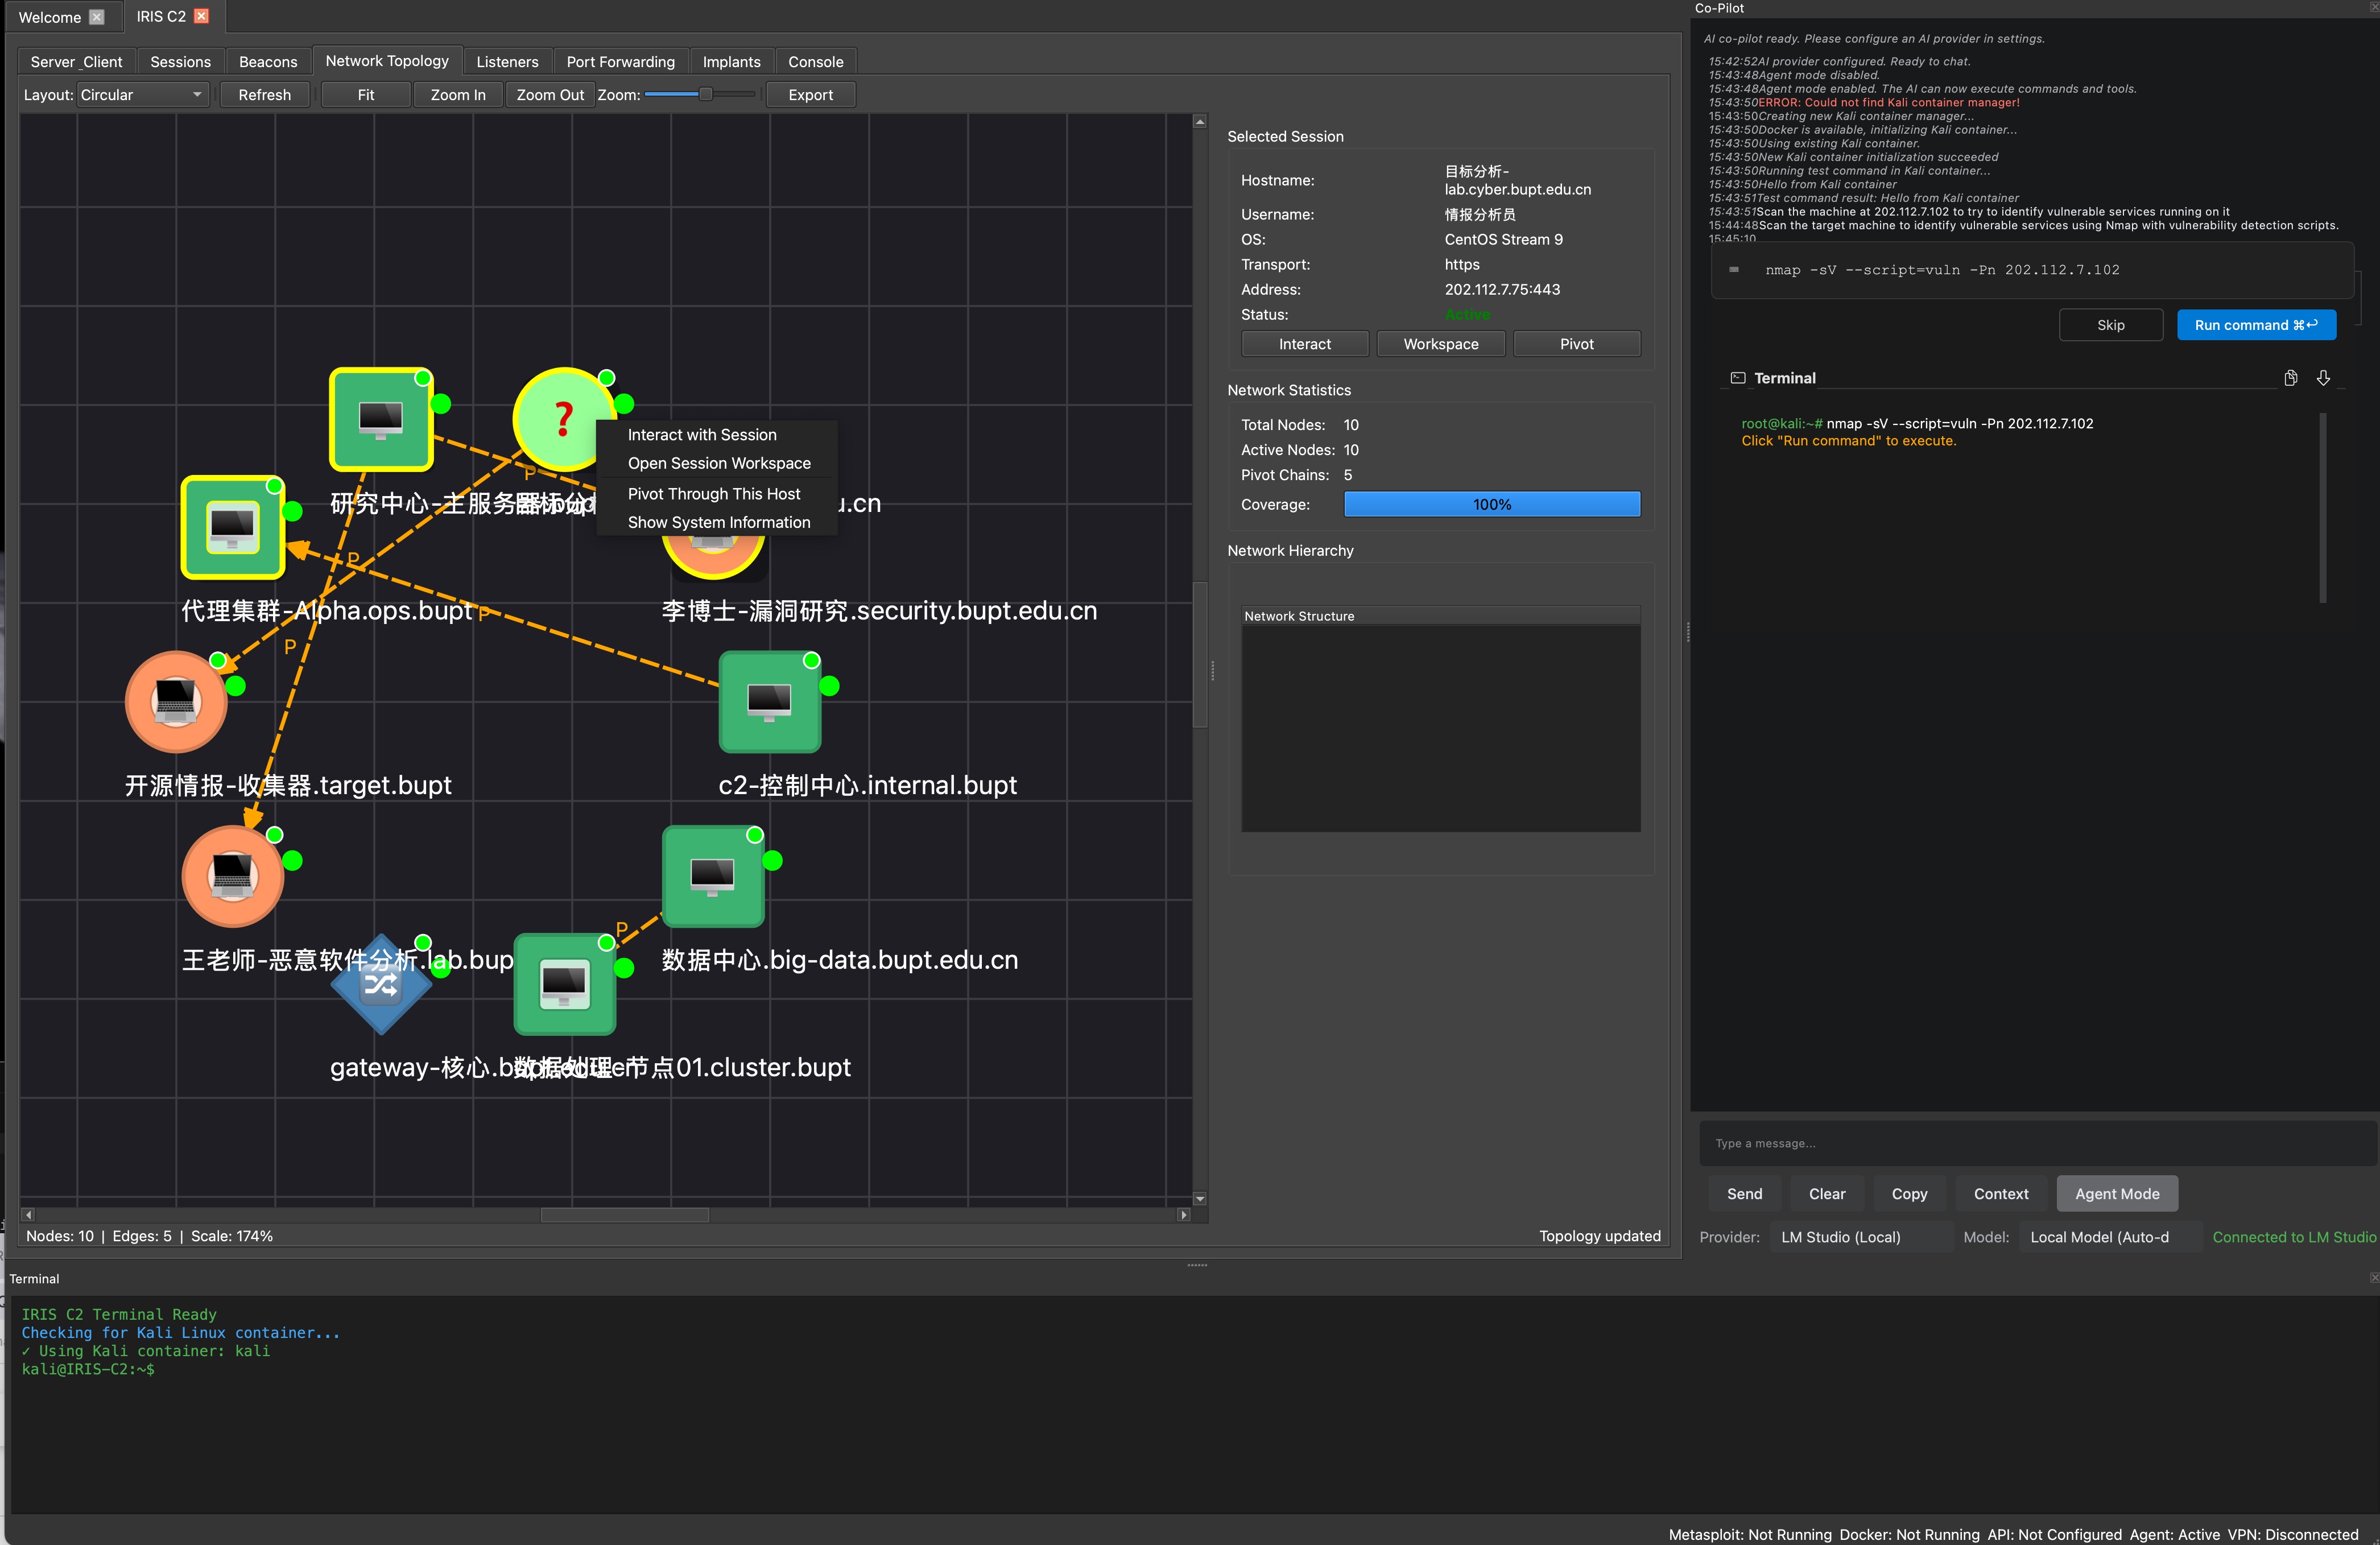 Welcome
IRIS C2
Server_Client
Sessions
Beacons
Network Topology
Listeners
Port Forwarding
Implants
Console
Layout:
Circular
Refresh
Fit
Zoom In
Zoom Out
Zoom:
Export
研究中心-主服务器
u.cn
代理集群-Alpha.ops.bupt
李博士-漏洞研究.security.bupt.edu.cn
开源情报-收集器.target.bupt
c2-控制中心.internal.bupt
王老师-恶意软件分析.lab.bup
数据中心.big-data.bupt.edu.cn
gateway-核心.b
节点01.cluster.bupt
P
P
P
P
P
?
Interact with Session
Open Session Workspace
Pivot Through This Host
Show System Information
Nodes: 10 | Edges: 5 | Scale: 174%
Topology updated
Selected Session
Hostname:
目标分析-
lab.cyber.bupt.edu.cn
Username:
情报分析员
OS:
CentOS Stream 9
Transport:
https
Address:
202.112.7.75:443
Status:
Active
Interact
Workspace
Pivot
Network Statistics
Total Nodes: 10
Active Nodes: 10
Pivot Chains: 5
Coverage:
100%
Network Hierarchy
Network Structure
Co-Pilot
AI co-pilot ready. Please configure an AI provider in settings.
15:42:52AI provider configured. Ready to chat.
15:43:48Agent mode disabled.
15:43:48Agent mode enabled. The AI can now execute commands and tools.
15:43:50ERROR: Could not find Kali container manager!
15:43:50Creating new Kali container manager...
15:43:50Docker is available, initializing Kali container...
15:43:50Using existing Kali container.
15:43:50New Kali container initialization succeeded
15:43:50Running test command in Kali container...
15:43:50Hello from Kali container
15:43:51Test command result: Hello from Kali container
15:43:51Scan the machine at 202.112.7.102 to try to identify vulnerable services running on it
15:44:48Scan the target machine to identify vulnerable services using Nmap with vulnerability detection scripts.
15:45:10
nmap -sV --script=vuln -Pn 202.112.7.102
Skip
Run command ⌘↩
Terminal
root@kali:~# nmap -sV --script=vuln -Pn 202.112.7.102
Click "Run command" to execute.
Type a message...
Send
Clear
Copy
Context
Agent Mode
Provider:
LM Studio (Local)
Model:
Local Model (Auto-d
Connected to LM Studio
Terminal
IRIS C2 Terminal Ready
Checking for Kali Linux container...
✓ Using Kali container: kali
kali@IRIS-C2:~$
Metasploit: Not Running Docker: Not Running API: Not Configured Agent: Active VPN: Disconnected